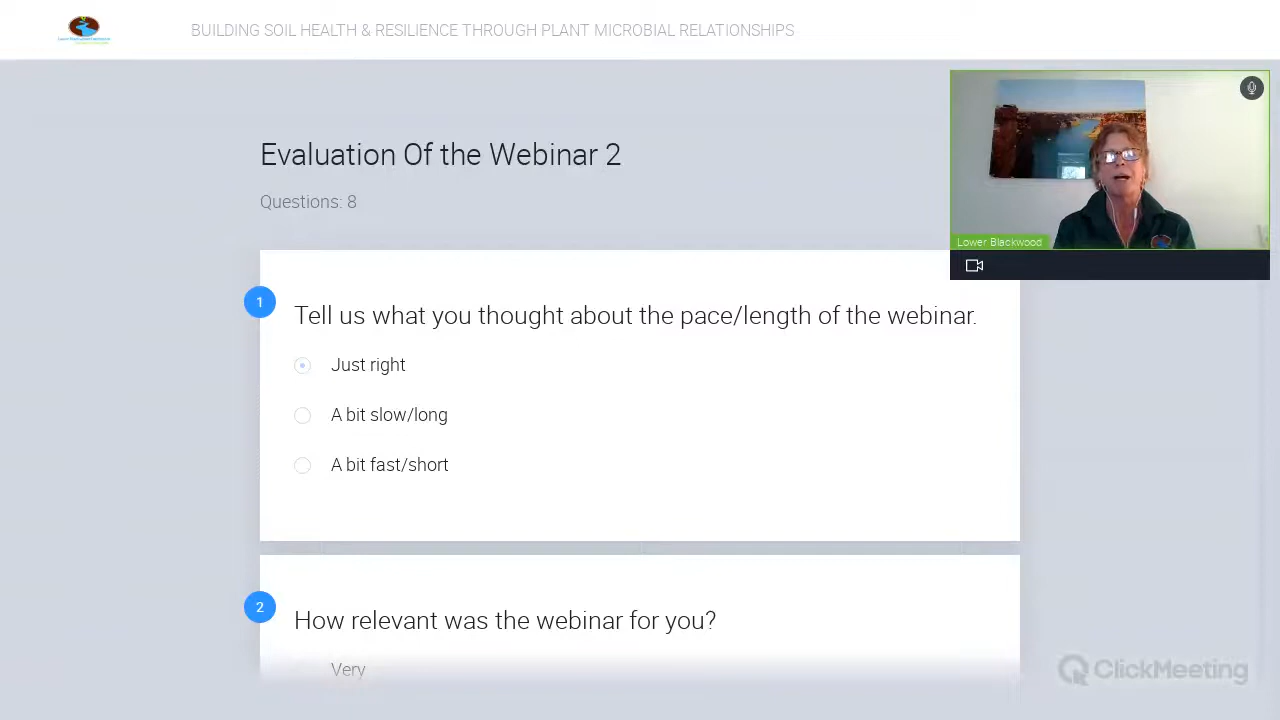 BUILDING SOIL HEALTH & RESILIENCE THROUGH PLANT MICROBIAL RELATIONSHIPS
Evaluation Of the Webinar 2
Questions: 8
Lower Blackwood
1
Tell us what you thought about the pace/length of the webinar.
Just right
A bit slow/long
A bit fast/short
2
How relevant was the webinar for you?
Very
ClickMeeting